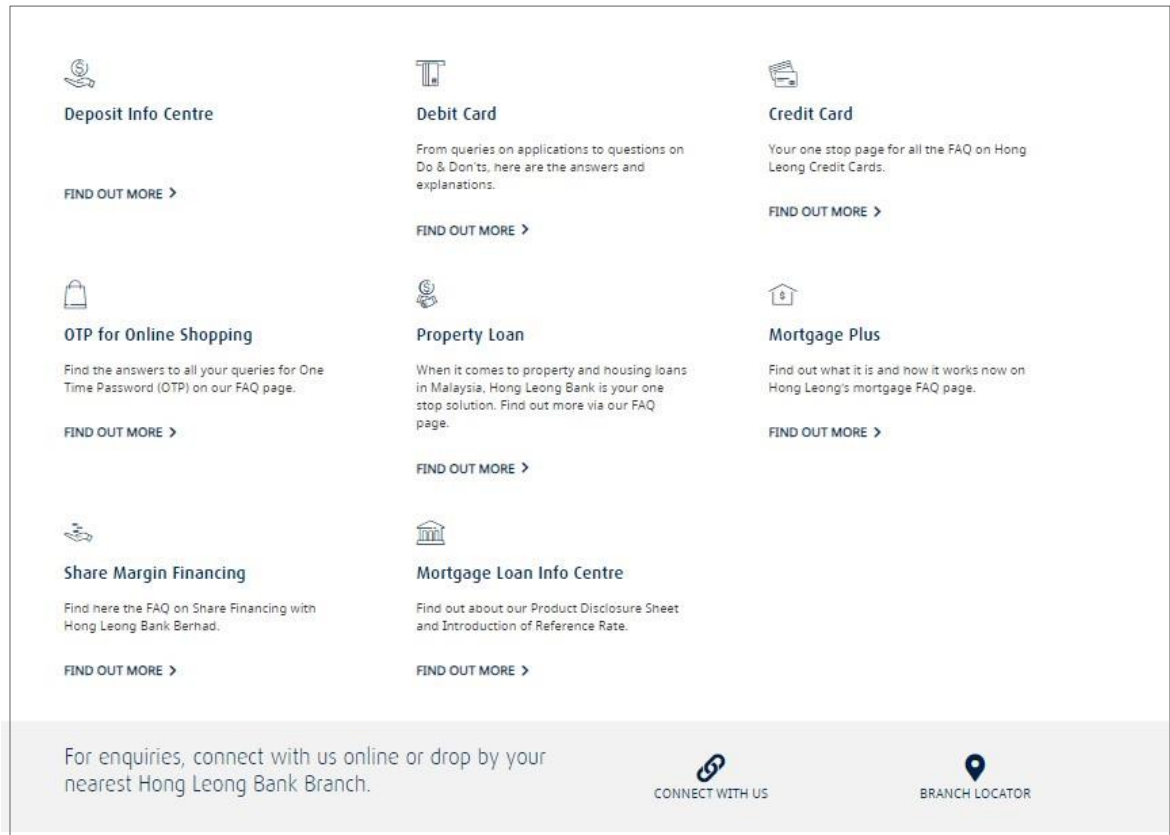 Deposit Info Centre
FIND OUT MORE >
Debit Card
From queries on applications to questions on
Do & Don'ts, here are the answers and
explanations.
FIND OUT MORE >
Credit Card
Your one stop page for all the FAQ on Hong
Leong Credit Cards.
FIND OUT MORE >
OTP for Online Shopping
Find the answers to all your queries for One
Time Password (OTP) on our FAQ page.
FIND OUT MORE >
Property Loan
When it comes to property and housing loans
in Malaysia, Hong Leong Bank is your one
stop solution. Find out more via our FAQ
page.
FIND OUT MORE >
Mortgage Plus
Find out what it is and how it works now on
Hong Leong's mortgage FAQ page.
FIND OUT MORE >
Share Margin Financing
Find here the FAQ on Share Financing with
Hong Leong Bank Berhad.
FIND OUT MORE >
Mortgage Loan Info Centre
Find out about our Product Disclosure Sheet
and Introduction of Reference Rate.
FIND OUT MORE >
For enquiries, connect with us online or drop by your
nearest Hong Leong Bank Branch.
CONNECT WITH US
BRANCH LOCATOR